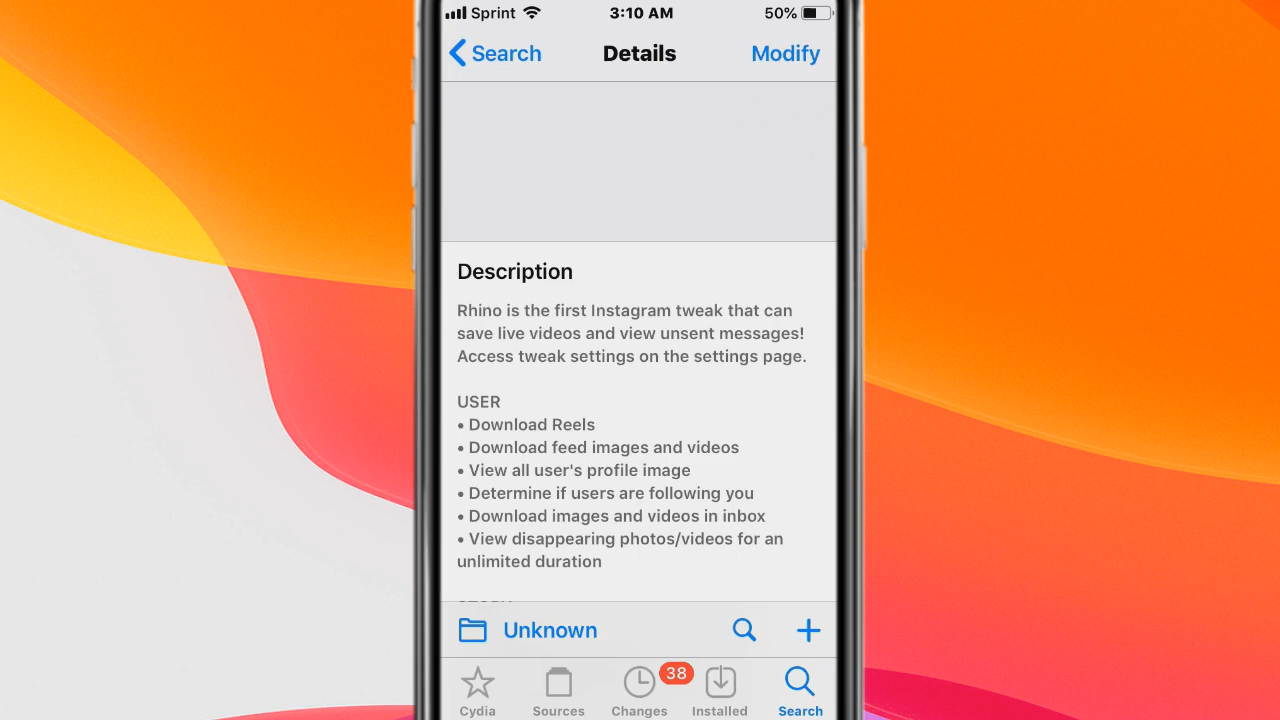 Sprint 3:10 AM 50%
Search Details Modify
Description
Rhino is the first Instagram tweak that can
save live videos and view unsent messages!
Access tweak settings on the settings page.
USER
• Download Reels
• Download feed images and videos
• View all user's profile image
• Determine if users are following you
• Download images and videos in inbox
• View disappearing photos/videos for an
unlimited duration
Unknown
38
Cydia Sources Changes Installed Search